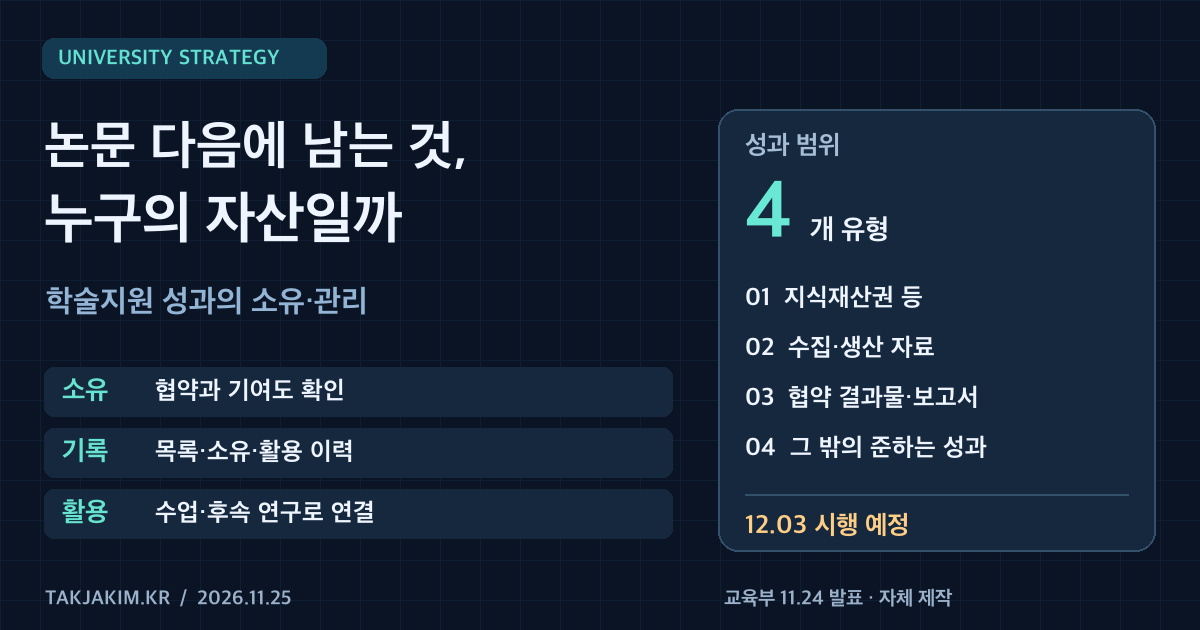 UNIVERSITY STRATEGY
논문 다음에 남는 것,
누구의 자산일까
학술지원 성과의 소유·관리
소유 협약과 기여도 확인
기록 목록·소유·활용 이력
활용 수업·후속 연구로 연결
성과 범위
4 개 유형
01 지식재산권 등
02 수집·생산 자료
03 협약 결과물·보고서
04 그 밖의 준하는 성과
12.03 시행 예정
TAKJAKIM.KR / 2026.11.25
교육부 11.24 발표 · 자체 제작